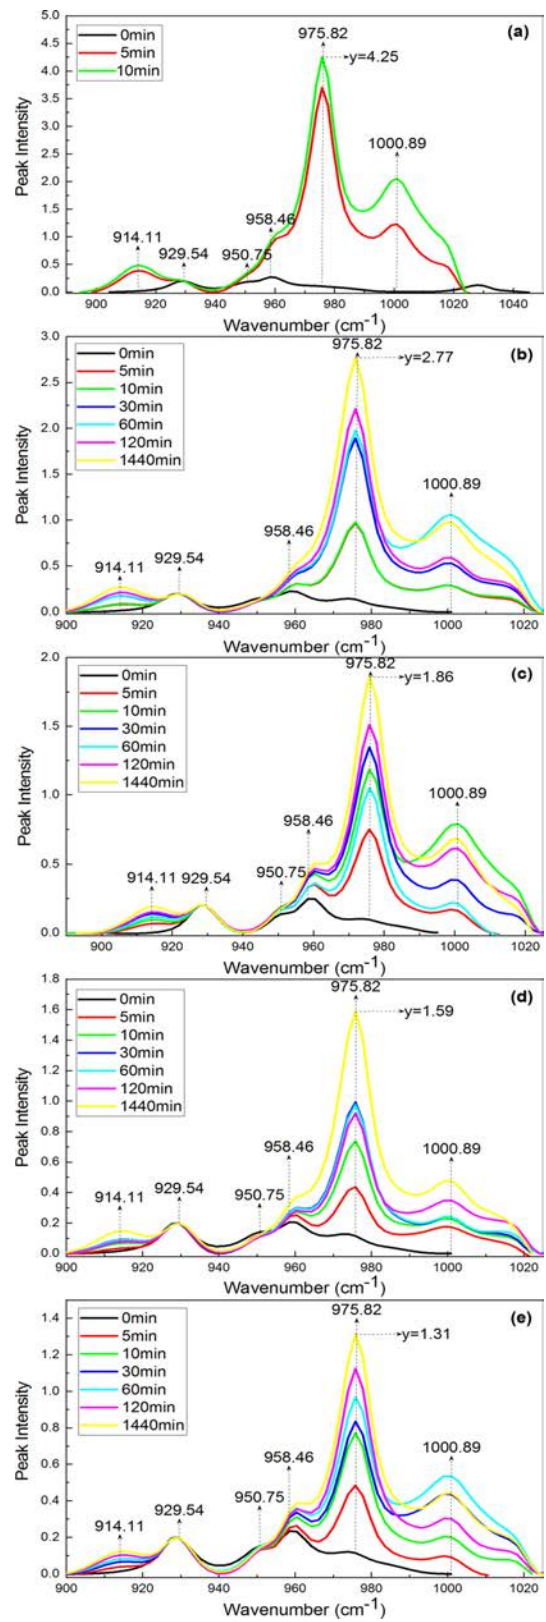 975.82
(a)
0min
5min
10min
y=4.25
1000.89
958.46
950.75
929.54
914.11
Peak Intensity
5.0
4.5
4.0
3.5
3.0
2.5
2.0
1.5
1.0
0.5
0.0
900 920 940 960 980 1000 1020 1040
Wavenumber (cm-1)
975.82
(b)
0min
5min
10min
30min
60min
120min
1440min
y=2.77
1000.89
958.46
929.54
914.11
Peak Intensity
3.0
2.5
2.0
1.5
1.0
0.5
0.0
900 920 940 960 980 1000 1020
Wavenumber (cm-1)
975.82
(c)
0min
5min
10min
30min
60min
120min
1440min
y=1.86
1000.89
958.46
950.75
914.11 929.54
Peak Intensity
2.0
1.5
1.0
0.5
0.0
900 920 940 960 980 1000 1020
Wavenumber (cm-1)
975.82
(d)
0min
5min
10min
30min
60min
120min
1440min
y=1.59
1000.89
958.46
950.75
929.54
914.11
Peak Intensity
1.8
1.6
1.4
1.2
1.0
0.8
0.6
0.4
0.2
0.0
900 920 940 960 980 1000 1020
Wavenumber (cm-1)
975.82
(e)
0min
5min
10min
30min
60min
120min
1440min
y=1.31
1000.89
958.46
950.75
929.54
914.11
Peak Intensity
1.4
1.2
1.0
0.8
0.6
0.4
0.2
0.0
900 920 940 960 980 1000 1020
Wavenumber (cm-1)